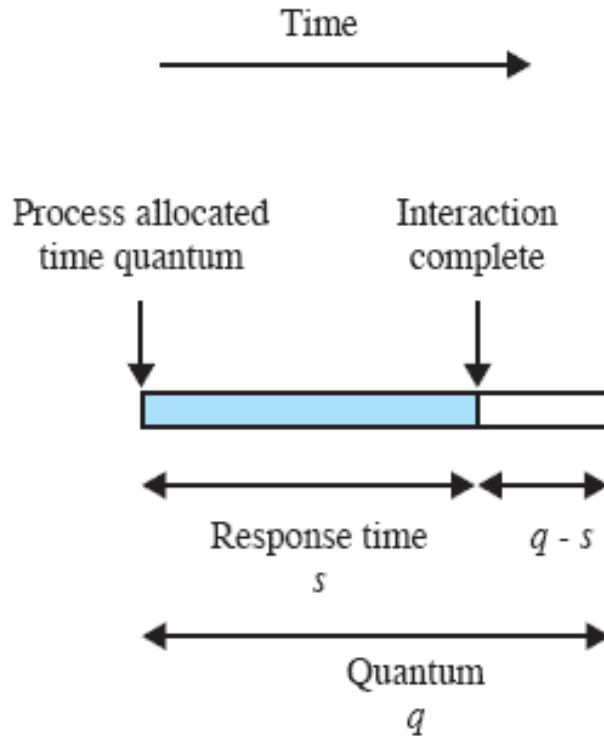 Time
Process allocated
time quantum
Interaction
complete
Response time
s
q - s
Quantum
q